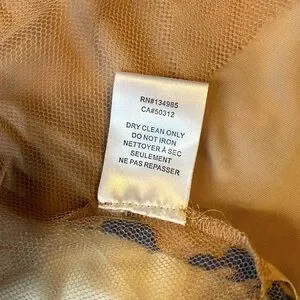 RN#134985
CA#50312
DRY CLEAN ONLY
DO NOT IRON
NETTOYER À SEC
SEULEMENT
NE PAS REPASSER